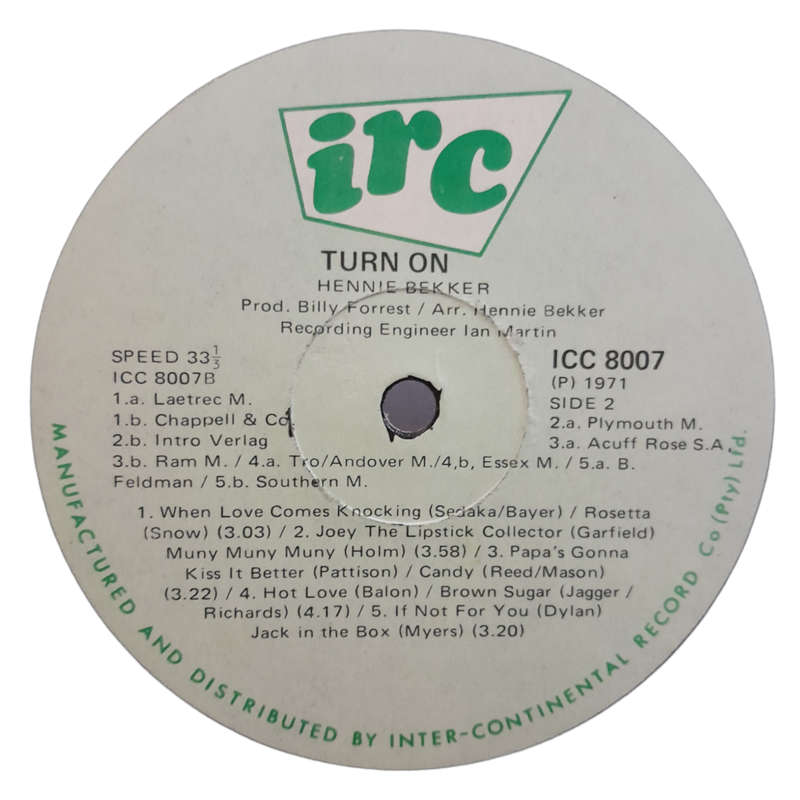 irc
TURN ON
HENNIE BEKKER
Prod. Billy Forrest / Arr. Hennie Bekker
Recording Engineer Ian Martin
SPEED 33⅓
ICC 8007B
ICC 8007
(P) 1971
SIDE 2
1.a. Laetrec M.
1.b. Chappell & Co
2.a. Plymouth M.
2.b. Intro Verlag
3.a. Acuff Rose S.A.
3.b. Ram M. / 4.a. Tro/Andover M./4,b, Essex M. / 5.a. B.
Feldman / 5.b. Southern M.
1. When Love Comes Knocking (Sedaka/Bayer) / Rosetta
(Snow) (3.03) / 2. Joey The Lipstick Collector (Garfield)
Muny Muny Muny (Holm) (3.58) / 3. Papa's Gonna
Kiss It Better (Pattison) / Candy (Reed/Mason)
(3.22) / 4. Hot Love (Balon) / Brown Sugar (Jagger /
Richards) (4.17) / 5. If Not For You (Dylan)
Jack in the Box (Myers) (3.20)
MANUFACTURED AND DISTRIBUTED BY INTER-CONTINENTAL RECORD Co (Pty) Ltd.